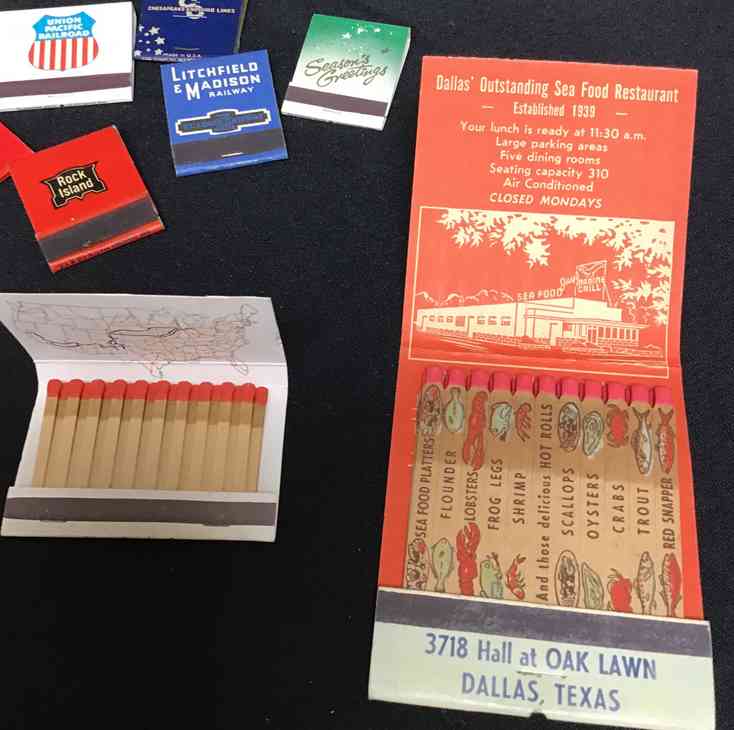 UNION
PACIFIC
RAILROAD
MADE IN U.S.A.
LITCHFIELD
& MADISON
RAILWAY
Season's
Greetings
Rock
Island
Dallas' Outstanding Sea Food Restaurant
— Established 1939 —
Your lunch is ready at 11:30 a.m.
Large parking areas
Five dining rooms
Seating capacity 310
Air Conditioned
CLOSED MONDAYS
SEA FOOD
GRILL
SEA FOOD PLATTERS
FLOUNDER
LOBSTERS
FROG LEGS
SHRIMP
And those delicious HOT ROLLS
SCALLOPS
OYSTERS
CRABS
TROUT
RED SNAPPER
3718 Hall at OAK LAWN
DALLAS, TEXAS